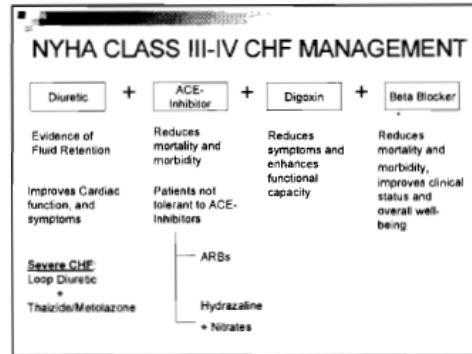 NYHA CLASS III-IV CHF MANAGEMENT
Diuretic + ACE-
Inhibitor + Digoxin + Beta Blocker
Evidence of
Fluid Retention
Improves Cardiac
function, and
symptoms
Severe CHF:
Loop Diuretic
+
Thaizide/Metolazone
Reduces
mortality and
morbidity
Patients not
tolerant to ACE-
Inhibitors
ARBs
Hydrazaline
+ Nitrates
Reduces
symptoms and
enhances
functional
capacity
Reduces
mortality and
morbidity,
improves clinical
status and
overall well-
being